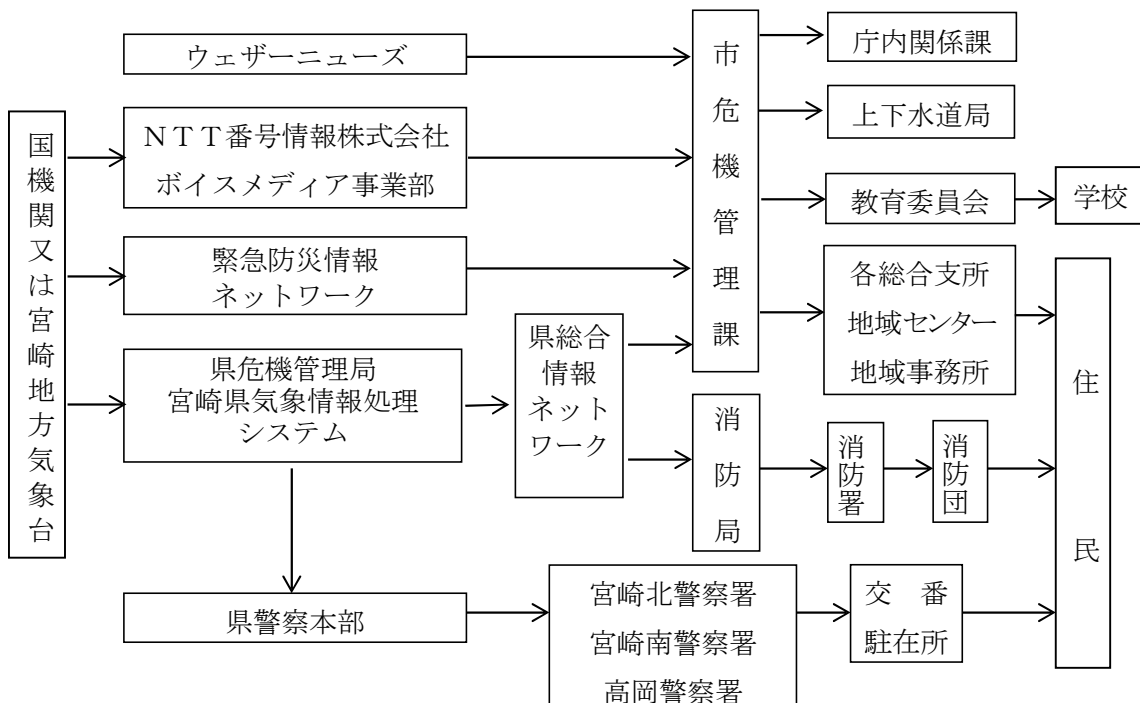 国機関又は宮崎地方気象台
ウェザーニューズ
ＮＴＴ番号情報株式会社
ボイスメディア事業部
緊急防災情報
ネットワーク
県危機管理局
宮崎県気象情報処理
システム
県警察本部
県総合
情報
ネット
ワーク
市危機管理課
消防局
宮崎北警察署
宮崎南警察署
高岡警察署
庁内関係課
上下水道局
教育委員会
学校
各総合支所
地域センター
地域事務所
消防署
消防団
交　番
駐在所
住民